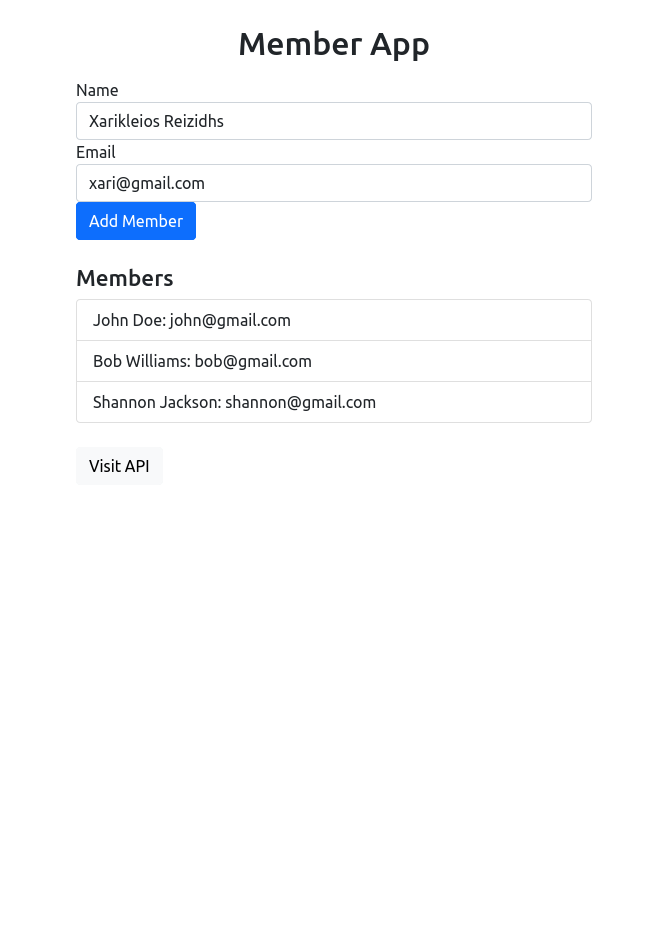 Member App
Name
Xarikleios Reizidhs
Email
xari@gmail.com
Add Member
Members
John Doe: john@gmail.com
Bob Williams: bob@gmail.com
Shannon Jackson: shannon@gmail.com
Visit API